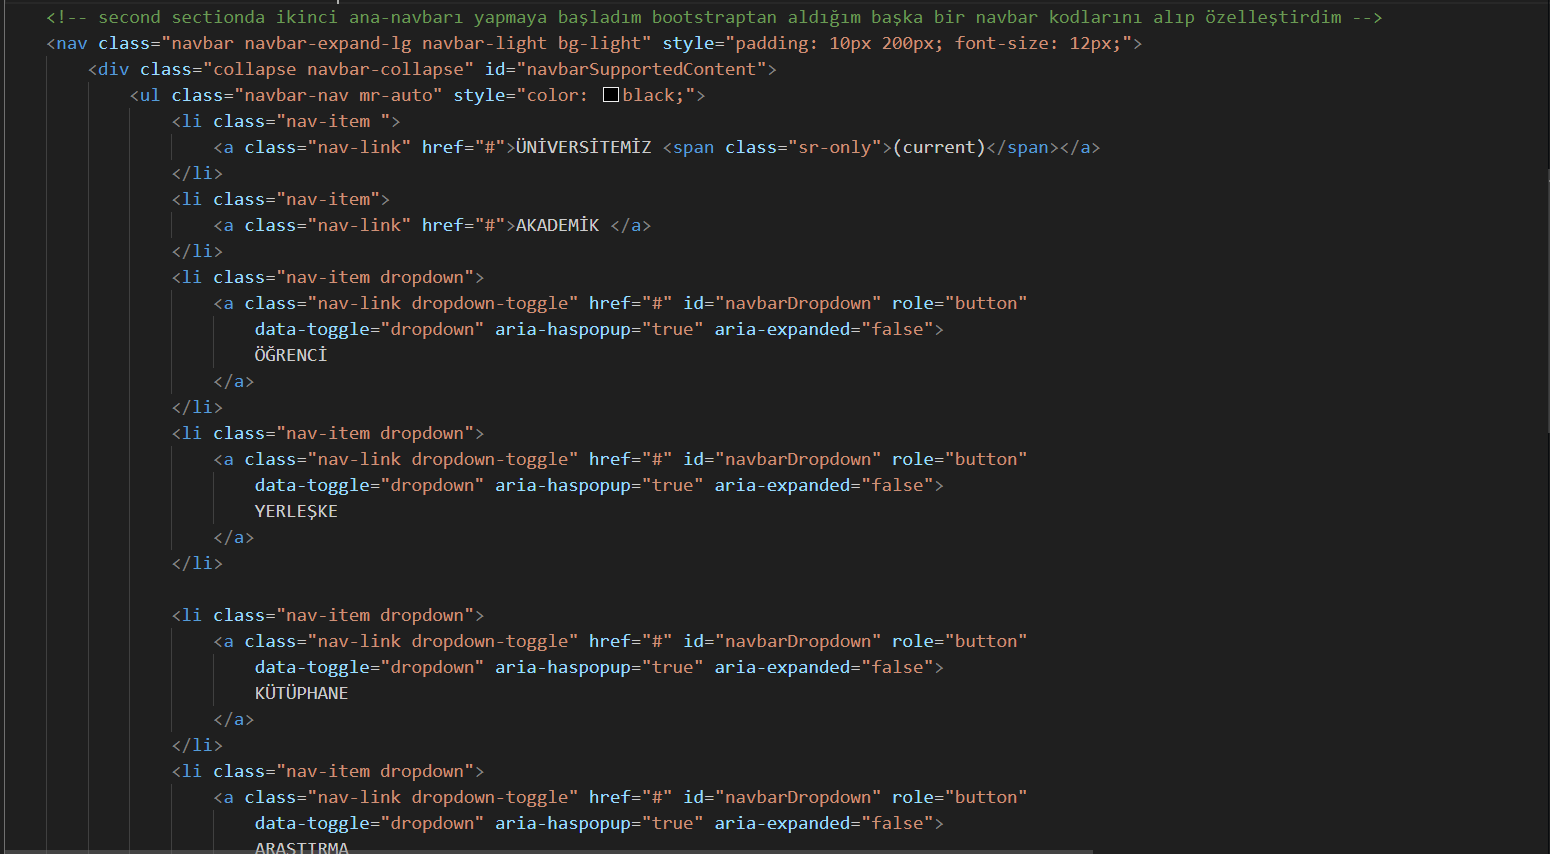 <!-- second sectionda ikinci ana-navbarı yapmaya başladım bootstraptan aldığım başka bir navbar kodlarını alıp özelleştirdim -->
<nav class="navbar navbar-expand-lg navbar-light bg-light" style="padding: 10px 200px; font-size: 12px;">
<div class="collapse navbar-collapse" id="navbarSupportedContent">
<ul class="navbar-nav mr-auto" style="color: black;">
<li class="nav-item ">
<a class="nav-link" href="#">ÜNİVERSİTEMİZ <span class="sr-only">(current)</span></a>
</li>
<li class="nav-item">
<a class="nav-link" href="#">AKADEMİK </a>
</li>
<li class="nav-item dropdown">
<a class="nav-link dropdown-toggle" href="#" id="navbarDropdown" role="button"
data-toggle="dropdown" aria-haspopup="true" aria-expanded="false">
ÖĞRENCİ
</a>
</li>
<li class="nav-item dropdown">
<a class="nav-link dropdown-toggle" href="#" id="navbarDropdown" role="button"
data-toggle="dropdown" aria-haspopup="true" aria-expanded="false">
YERLEŞKE
</a>
</li>
<li class="nav-item dropdown">
<a class="nav-link dropdown-toggle" href="#" id="navbarDropdown" role="button"
data-toggle="dropdown" aria-haspopup="true" aria-expanded="false">
KÜTÜPHANE
</a>
</li>
<li class="nav-item dropdown">
<a class="nav-link dropdown-toggle" href="#" id="navbarDropdown" role="button"
data-toggle="dropdown" aria-haspopup="true" aria-expanded="false">
ARAŞTIRMA